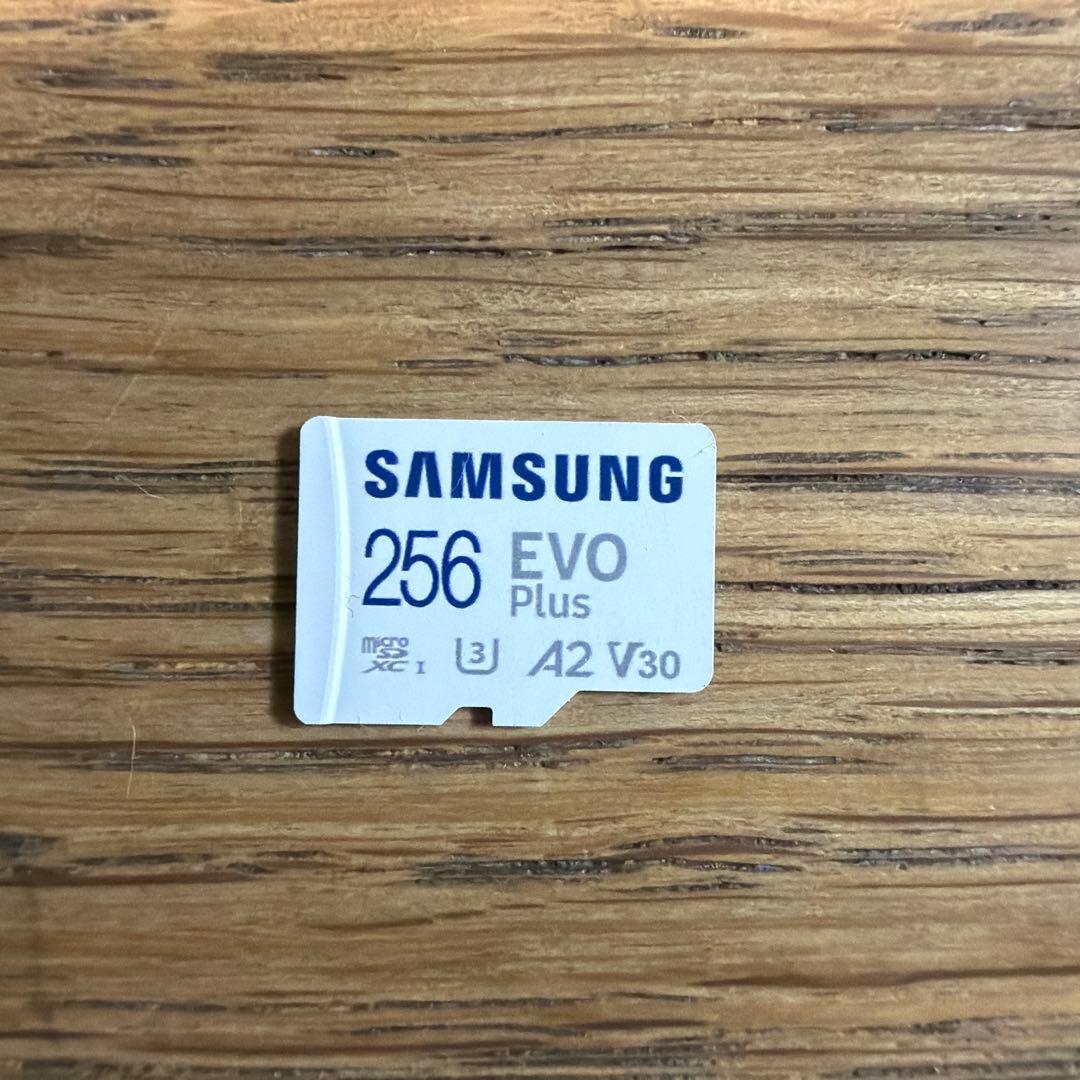 SAMSUNG
256 EVO
Plus
micro SD XC I U3 A2 V30